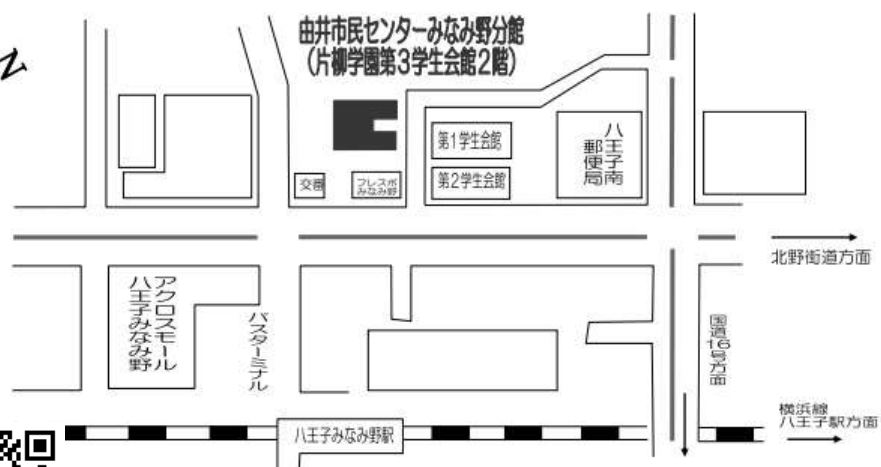 由井市民センターみなみ野分館
(片柳学園第3学生会館2階)
N
第1学生会館
第2学生会館
八王子南
郵便局
交番
フレスポ
みなみ野
北野街道方面
アクロスモール
八王子みなみ野
バスターミナル
国道16号方面
横浜線
八王子駅方面
八王子みなみ野駅